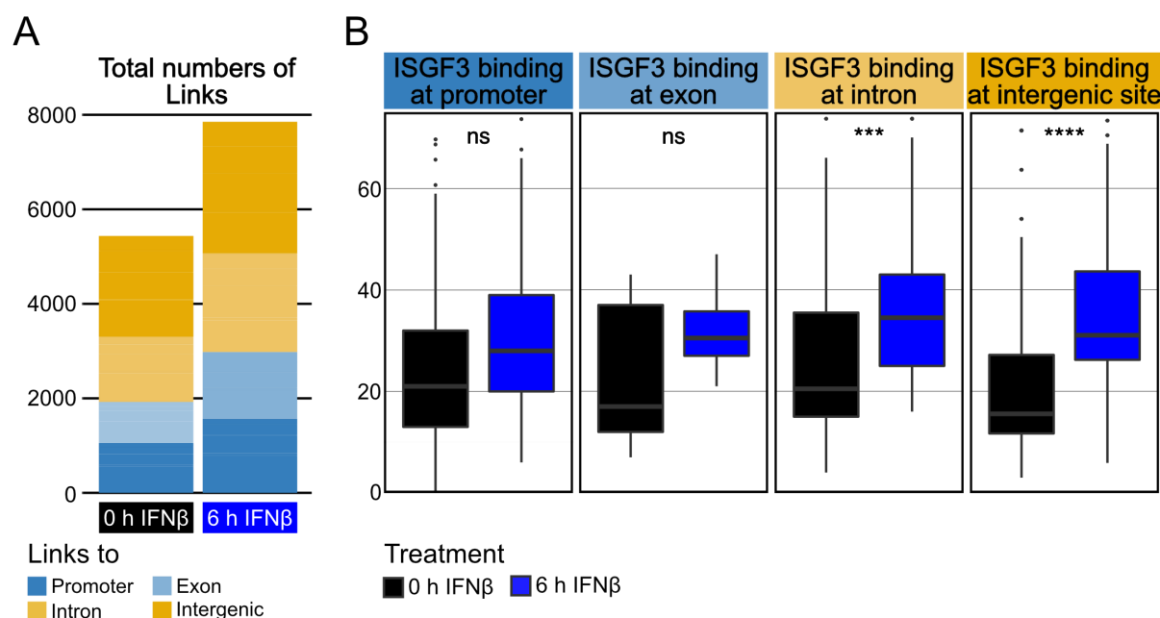 A
Total numbers of
Links
8000
6000
4000
2000
0
0 h IFNβ
6 h IFNβ
Links to
Promoter
Exon
Intron
Intergenic
B
ISGF3 binding
at promoter
ISGF3 binding
at exon
ISGF3 binding
at intron
ISGF3 binding
at intergenic site
ns
ns
***
****
60
40
20
0
Treatment
0 h IFNβ
6 h IFNβ